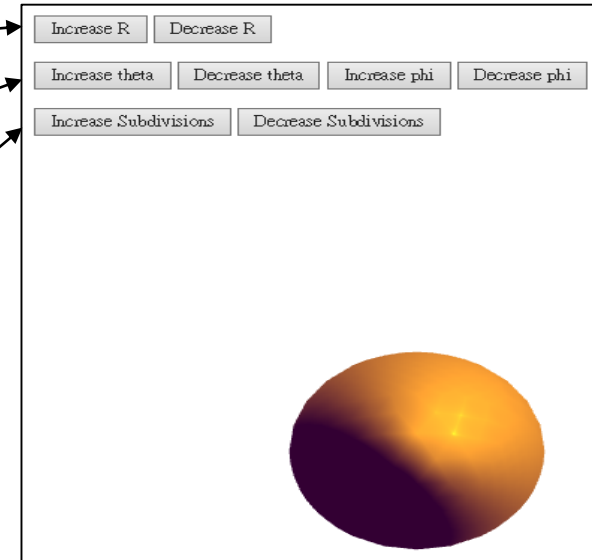 Increase R Decrease R
Increase theta Decrease theta Increase phi Decrease phi
Increase Subdivisions Decrease Subdivisions